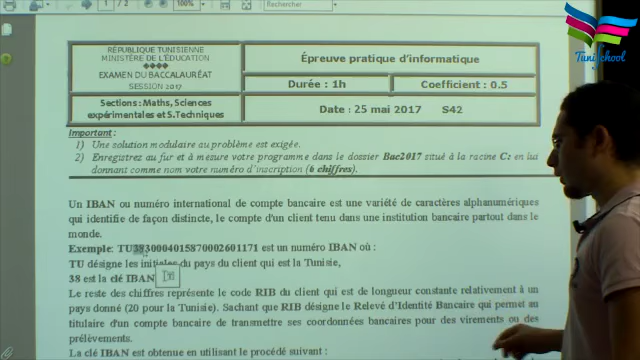 / 2
100%
Rechercher
Tunischool
RÉPUBLIQUE TUNISIENNE
MINISTÈRE DE L'ÉDUCATION
◆◆◆◆
EXAMEN DU BACCALAURÉAT
SESSION 2017
Épreuve pratique d'informatique
Durée : 1h
Coefficient : 0.5
Sections : Maths, Sciences
expérimentales et S.Techniques
Date : 25 mai 2017 S42
Important :
1) Une solution modulaire au problème est exigée.
2) Enregistrez au fur et à mesure votre programme dans le dossier Bac2017 situé à la racine C: en lui
donnant comme nom votre numéro d'inscription (6 chiffres).
Un IBAN ou numéro international de compte bancaire est une variété de caractères alphanumériques
qui identifie de façon distincte, le compte d'un client tenu dans une institution bancaire partout dans le
monde.
Exemple : TU3830004015870002601171 est un numéro IBAN où :
TU désigne les initiales du pays du client qui est la Tunisie,
38 est la clé IBAN
Le reste des chiffres représente le code RIB du client qui est de longueur constante relativement à un
pays donné (20 pour la Tunisie). Sachant que RIB désigne le Relevé d'Identité Bancaire qui permet au
titulaire d'un compte bancaire de transmettre ses coordonnées bancaires pour des virements ou des
prélèvements.
La clé IBAN est obtenue en utilisant le procédé suivant :